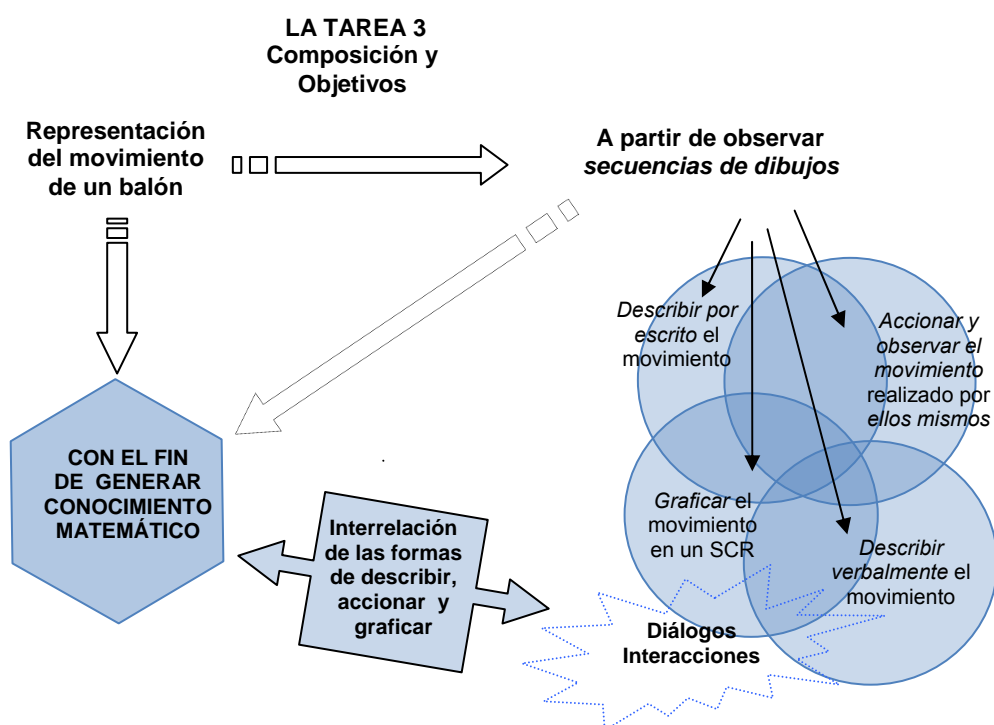 LA TAREA 3
Composición y
Objetivos
Representación
del movimiento
de un balón
A partir de observar
secuencias de dibujos
Describir por
escrito el
movimiento
Accionar y
observar el
movimiento
realizado por
ellos mismos
CON EL FIN
DE GENERAR
CONOCIMIENTO
MATEMÁTICO
Interrelación
de las formas
de describir,
accionar y
graficar
Graficar el
movimiento
en un SCR
Describir
verbalmente el
movimiento
Diálogos
Interacciones